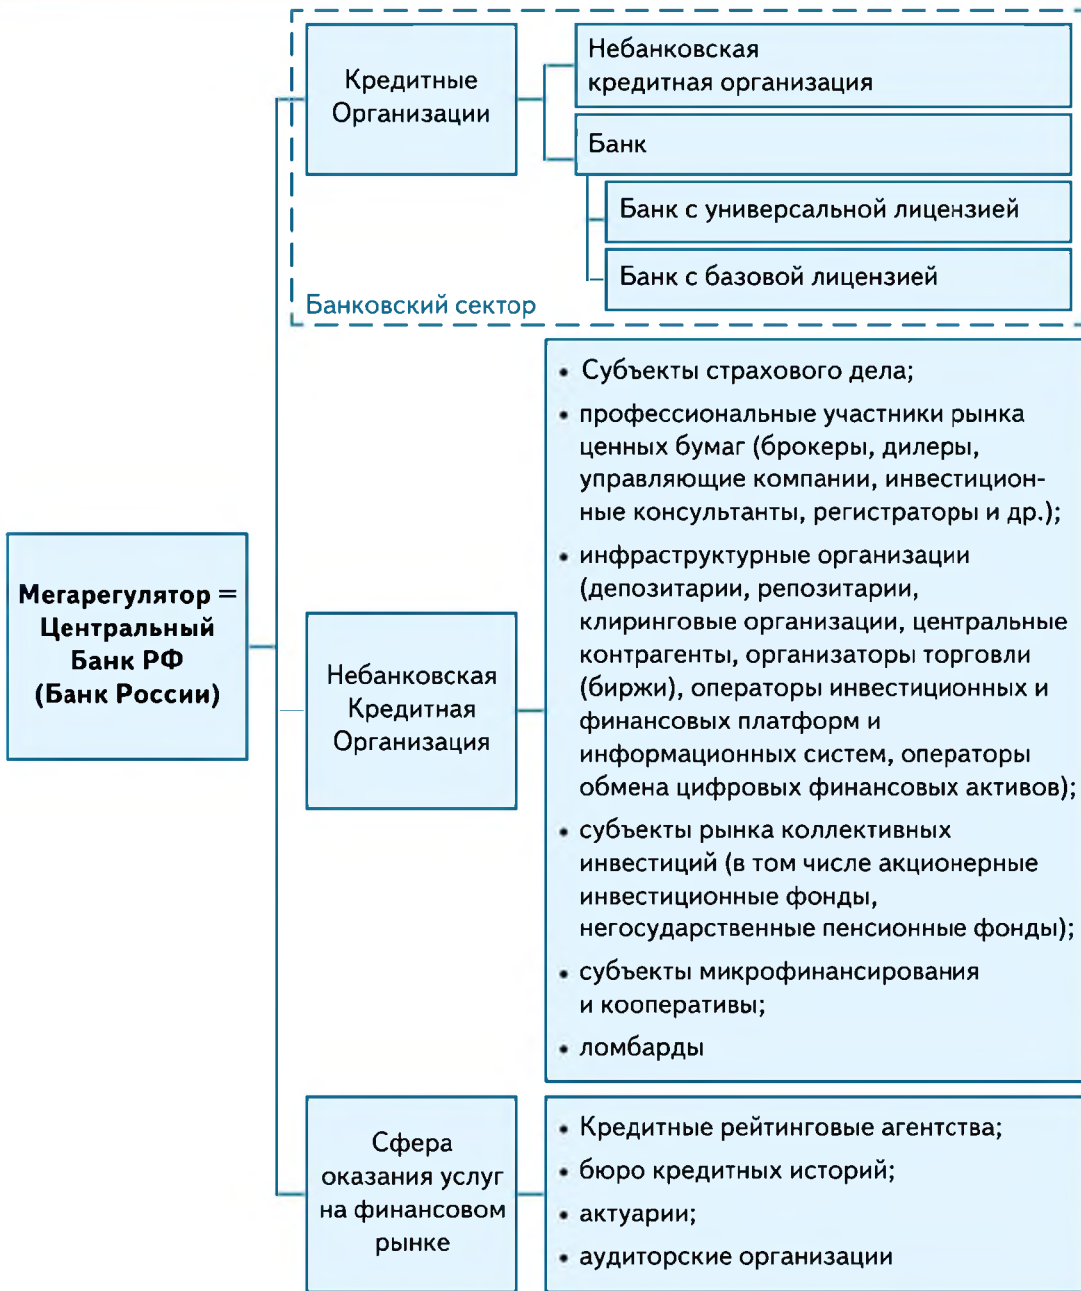 Кредитные
Организации
Небанковская
кредитная организация
Банк
Банк с универсальной лицензией
Банк с базовой лицензией
Банковский сектор
Мегарегулятор =
Центральный
Банк РФ
(Банк России)
Небанковская
Кредитная
Организация
• Субъекты страхового дела;
• профессиональные участники рынка
ценных бумаг (брокеры, дилеры,
управляющие компании, инвестицион-
ные консультанты, регистраторы и др.);
• инфраструктурные организации
(депозитарии, репозитарии,
клиринговые организации, центральные
контрагенты, организаторы торговли
(биржи), операторы инвестиционных и
финансовых платформ и
информационных систем, операторы
обмена цифровых финансовых активов);
• субъекты рынка коллективных
инвестиций (в том числе акционерные
инвестиционные фонды,
негосударственные пенсионные фонды);
• субъекты микрофинансирования
и кооперативы;
• ломбарды
Сфера
оказания услуг
на финансовом
рынке
• Кредитные рейтинговые агентства;
• бюро кредитных историй;
• актуарии;
• аудиторские организации